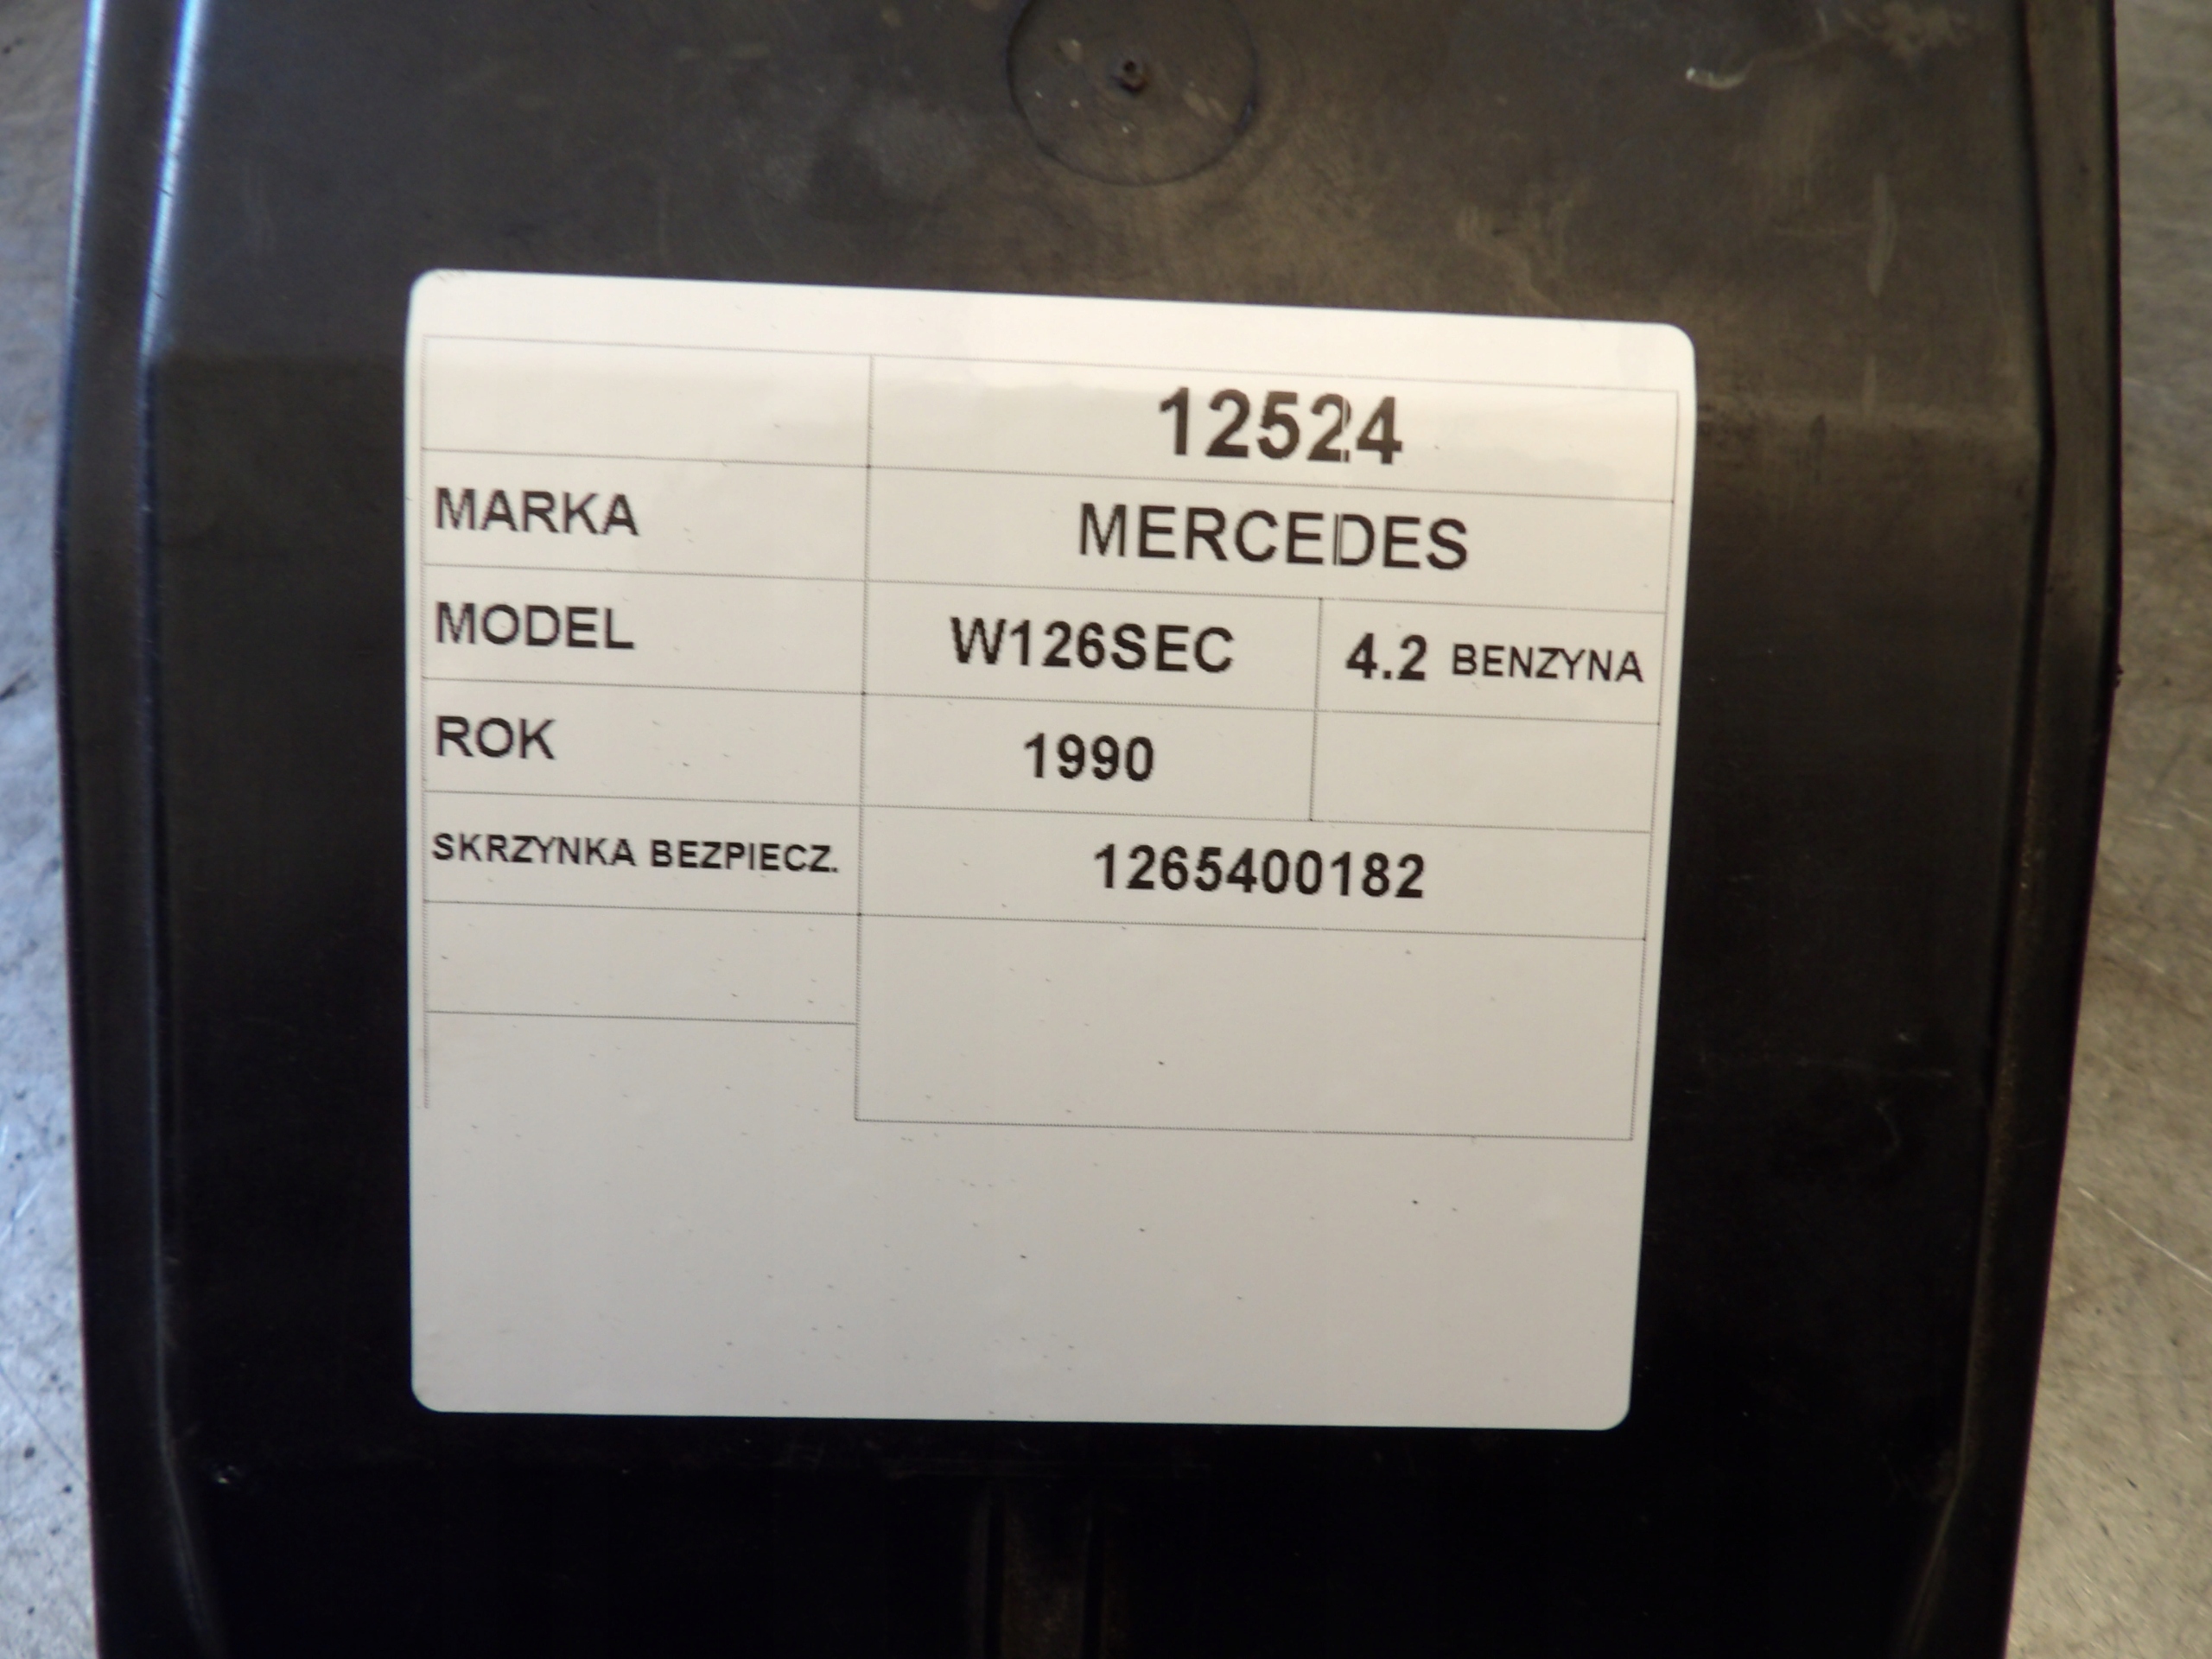 12524
MARKA MERCEDES
MODEL W126SEC 4.2 BENZYNA
ROK 1990
SKRZYNKA BEZPIECZ. 1265400182